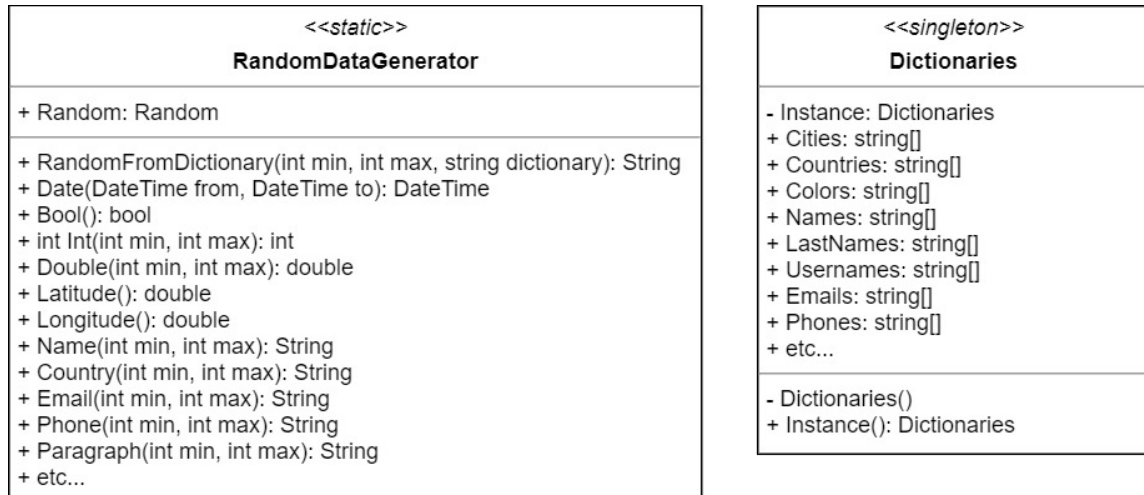 <<static>>
RandomDataGenerator
+ Random: Random
+ RandomFromDictionary(int min, int max, string dictionary): String
+ Date(DateTime from, DateTime to): DateTime
+ Bool(): bool
+ int Int(int min, int max): int
+ Double(int min, int max): double
+ Latitude(): double
+ Longitude(): double
+ Name(int min, int max): String
+ Country(int min, int max): String
+ Email(int min, int max): String
+ Phone(int min, int max): String
+ Paragraph(int min, int max): String
+ etc...
<<singleton>>
Dictionaries
- Instance: Dictionaries
+ Cities: string[]
+ Countries: string[]
+ Colors: string[]
+ Names: string[]
+ LastNames: string[]
+ Usernames: string[]
+ Emails: string[]
+ Phones: string[]
+ etc...
- Dictionaries()
+ Instance(): Dictionaries